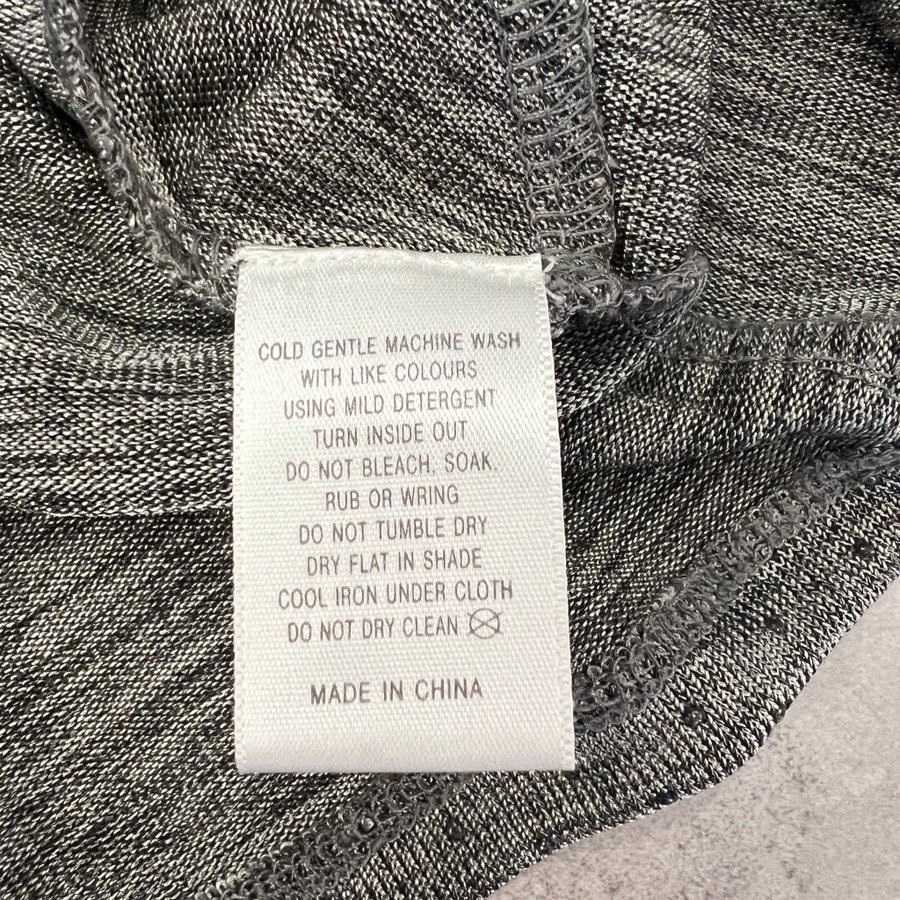 COLD GENTLE MACHINE WASH
WITH LIKE COLOURS
USING MILD DETERGENT
TURN INSIDE OUT
DO NOT BLEACH, SOAK.
RUB OR WRING
DO NOT TUMBLE DRY
DRY FLAT IN SHADE
COOL IRON UNDER CLOTH
DO NOT DRY CLEAN
MADE IN CHINA